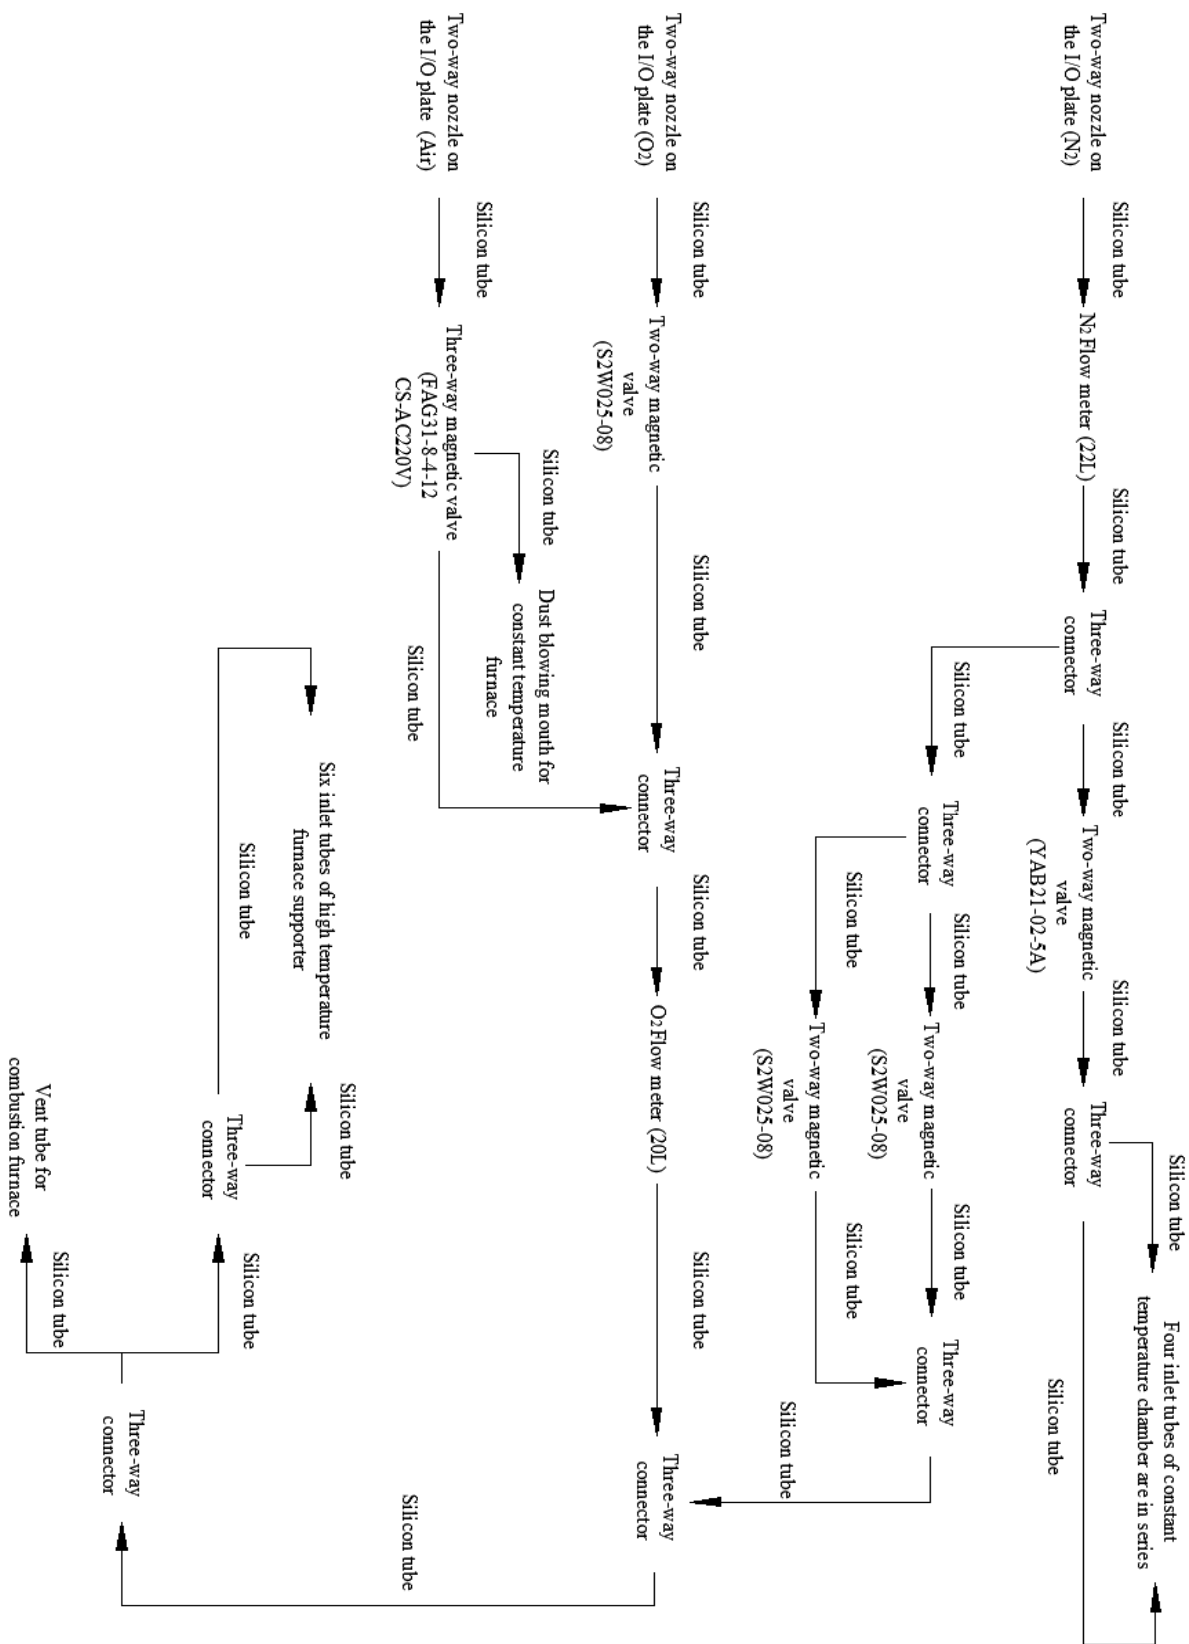 Two-way nozzle on
the I/O plate (N2)
Silicon tube
N2 Flow meter (22L)
Silicon tube
Three-way
connector
Silicon tube
Two-way magnetic
valve
(YAB21-02-5A)
Silicon tube
Three-way
connector
Silicon tube
Four inlet tubes of constant
temperature chamber are in series
Silicon tube
Silicon tube
Three-way
connector
Silicon tube
Two-way magnetic
valve
(S2W025-08)
Silicon tube
Three-way
connector
Silicon tube
Two-way magnetic
valve
(S2W025-08)
Silicon tube
Silicon tube
Two-way nozzle on
the I/O plate (O2)
Silicon tube
Two-way magnetic
valve
(S2W025-08)
Silicon tube
Three-way
connector
Silicon tube
O2 Flow meter (20L)
Silicon tube
Three-way
connector
Silicon tube
Two-way nozzle on
the I/O plate (Air)
Silicon tube
Three-way magnetic valve
(FAG31-8-4-12
CS-AC220V)
Silicon tube
Dust blowing mouth for
constant temperature
furnace
Silicon tube
Six inlet tubes of high temperature
furnace supporter
Silicon tube
Silicon tube
Three-way
connector
Silicon tube
Three-way
connector
Silicon tube
Vent tube for
combustion furnace